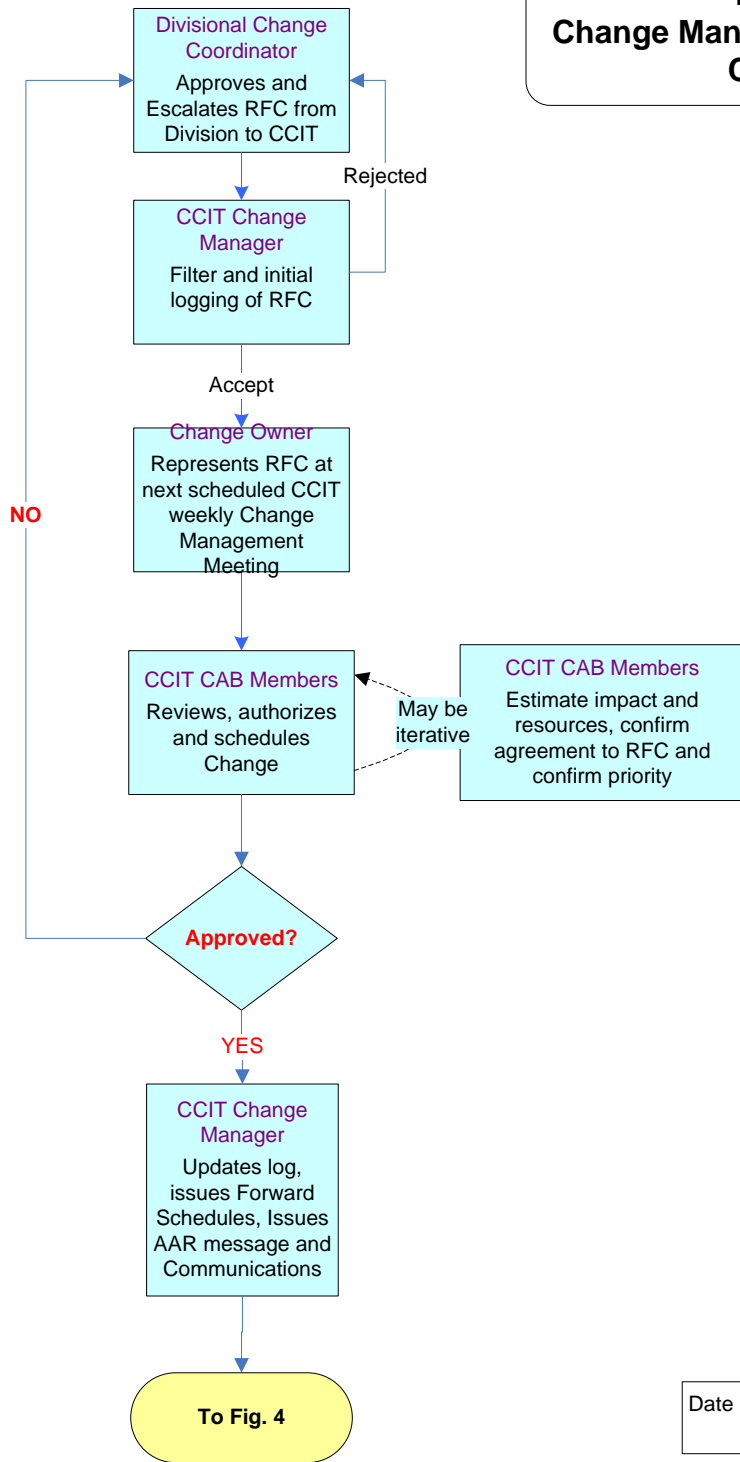 Change Man
C
Divisional Change
Coordinator
Approves and
Escalates RFC from
Division to CCIT
Rejected
CCIT Change
Manager
Filter and initial
logging of RFC
Accept
Change Owner
Represents RFC at
next scheduled CCIT
weekly Change
Management
Meeting
NO
CCIT CAB Members
Reviews, authorizes
and schedules
Change
May be
iterative
CCIT CAB Members
Estimate impact and
resources, confirm
agreement to RFC and
confirm priority
Approved?
YES
CCIT Change
Manager
Updates log,
issues Forward
Schedules, Issues
AAR message and
Communications
To Fig. 4
Date